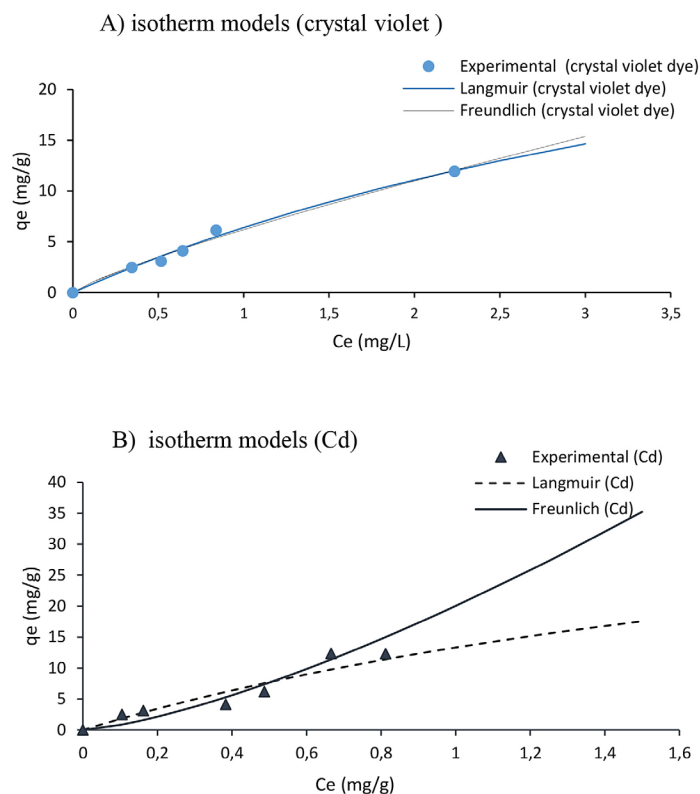 A) isotherm models (crystal violet )
Experimental (crystal violet dye)
Langmuir (crystal violet dye)
Freundlich (crystal violet dye)
20
15
10
5
0
qe (mg/g)
0 0,5 1 1,5 2 2,5 3 3,5
Ce (mg/L)
B) isotherm models (Cd)
Experimental (Cd)
Langmuir (Cd)
Freunlich (Cd)
40
35
30
25
20
15
10
5
0
qe (mg/g)
0 0,2 0,4 0,6 0,8 1 1,2 1,4 1,6
Ce (mg/g)